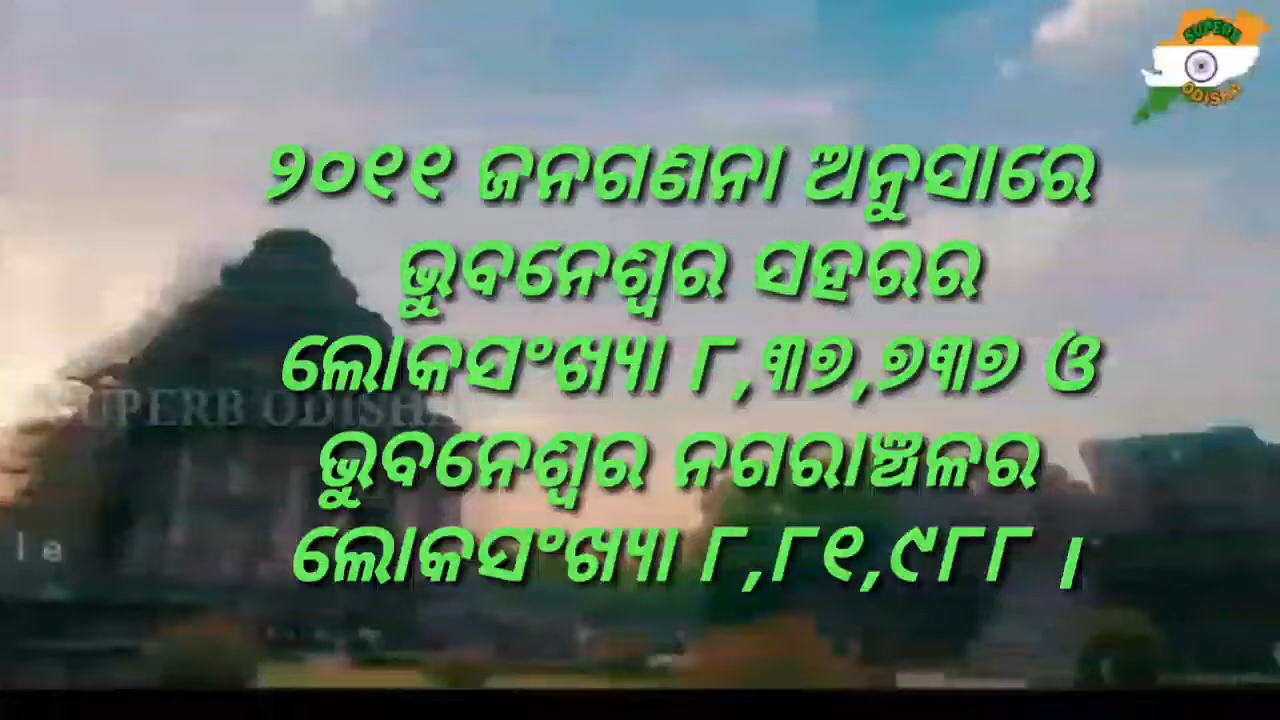 SUPERB
ODISHA
୨୦୧୧ ଜନଗଣନା ଅନୁସାରେ
ଭୁବନେଶ୍ୱର ସହରର
ଲୋକସଂଖ୍ୟା ୮,୩୭,୭୩୭ ଓ
SUPERB ODISHA
ଭୁବନେଶ୍ୱର ନଗରାଞ୍ଚଳର
ଲୋକସଂଖ୍ୟା ୮,୮୧,୯୮୮ ।